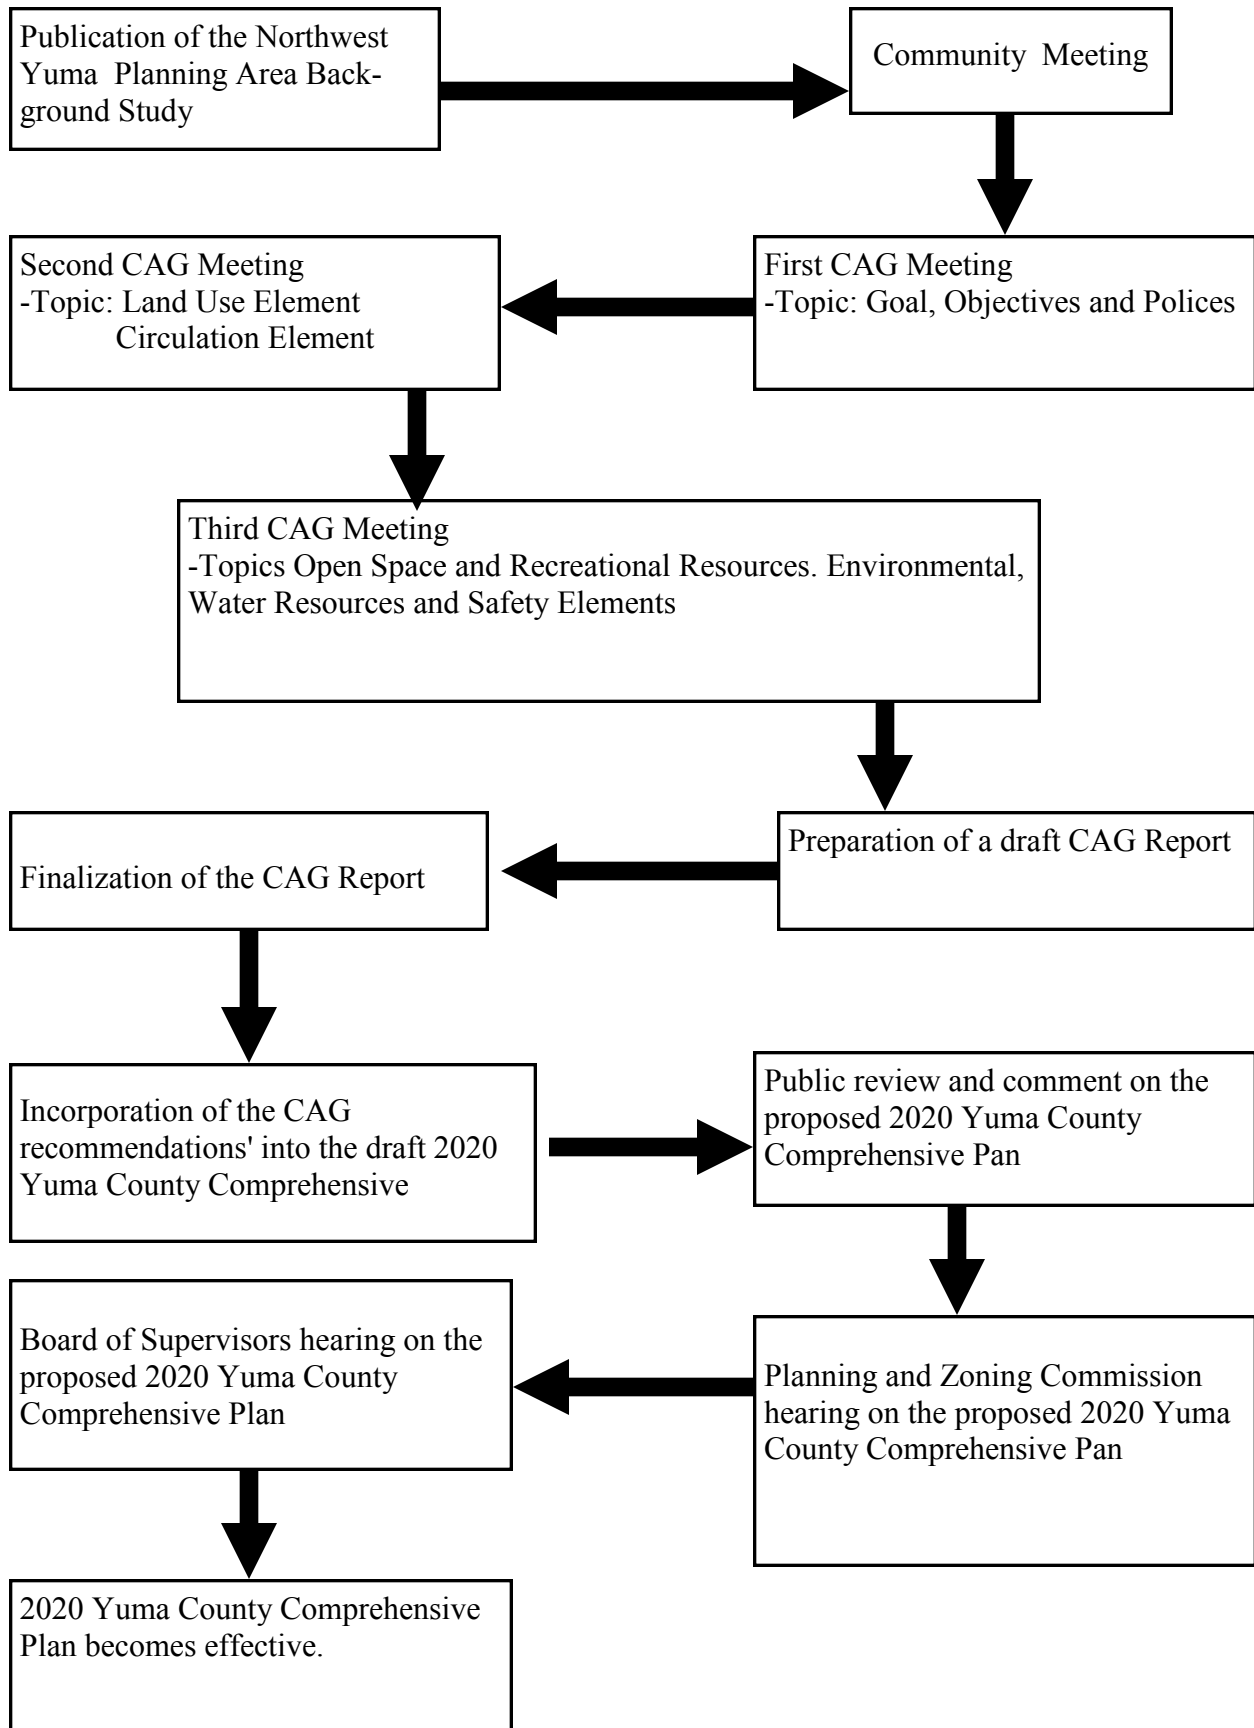 Publication of the Northwest
Yuma Planning Area Back-
ground Study
Community Meeting
First CAG Meeting
-Topic: Goal, Objectives and Polices
Second CAG Meeting
-Topic: Land Use Element
Circulation Element
Third CAG Meeting
-Topics Open Space and Recreational Resources. Environmental,
Water Resources and Safety Elements
Preparation of a draft CAG Report
Finalization of the CAG Report
Incorporation of the CAG
recommendations' into the draft 2020
Yuma County Comprehensive
Public review and comment on the
proposed 2020 Yuma County
Comprehensive Pan
Planning and Zoning Commission
hearing on the proposed 2020 Yuma
County Comprehensive Pan
Board of Supervisors hearing on the
proposed 2020 Yuma County
Comprehensive Plan
2020 Yuma County Comprehensive
Plan becomes effective.